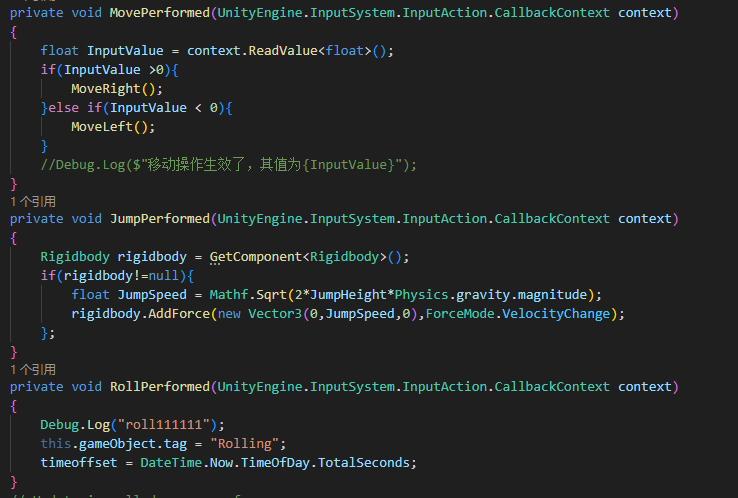 private void MovePerformed(UnityEngine.InputSystem.InputAction.CallbackContext context)
{
float InputValue = context.ReadValue<float>();
if(InputValue >0){
MoveRight();
}else if(InputValue < 0){
MoveLeft();
}
//Debug.Log($"移动操作生效了，其值为{InputValue}");
}
1 个引用
private void JumpPerformed(UnityEngine.InputSystem.InputAction.CallbackContext context)
{
Rigidbody rigidbody = GetComponent<Rigidbody>();
if(rigidbody!=null){
float JumpSpeed = Mathf.Sqrt(2*JumpHeight*Physics.gravity.magnitude);
rigidbody.AddForce(new Vector3(0,JumpSpeed,0),ForceMode.VelocityChange);
};
}
1 个引用
private void RollPerformed(UnityEngine.InputSystem.InputAction.CallbackContext context)
{
Debug.Log("roll111111");
this.gameObject.tag = "Rolling";
timeoffset = DateTime.Now.TimeOfDay.TotalSeconds;
}